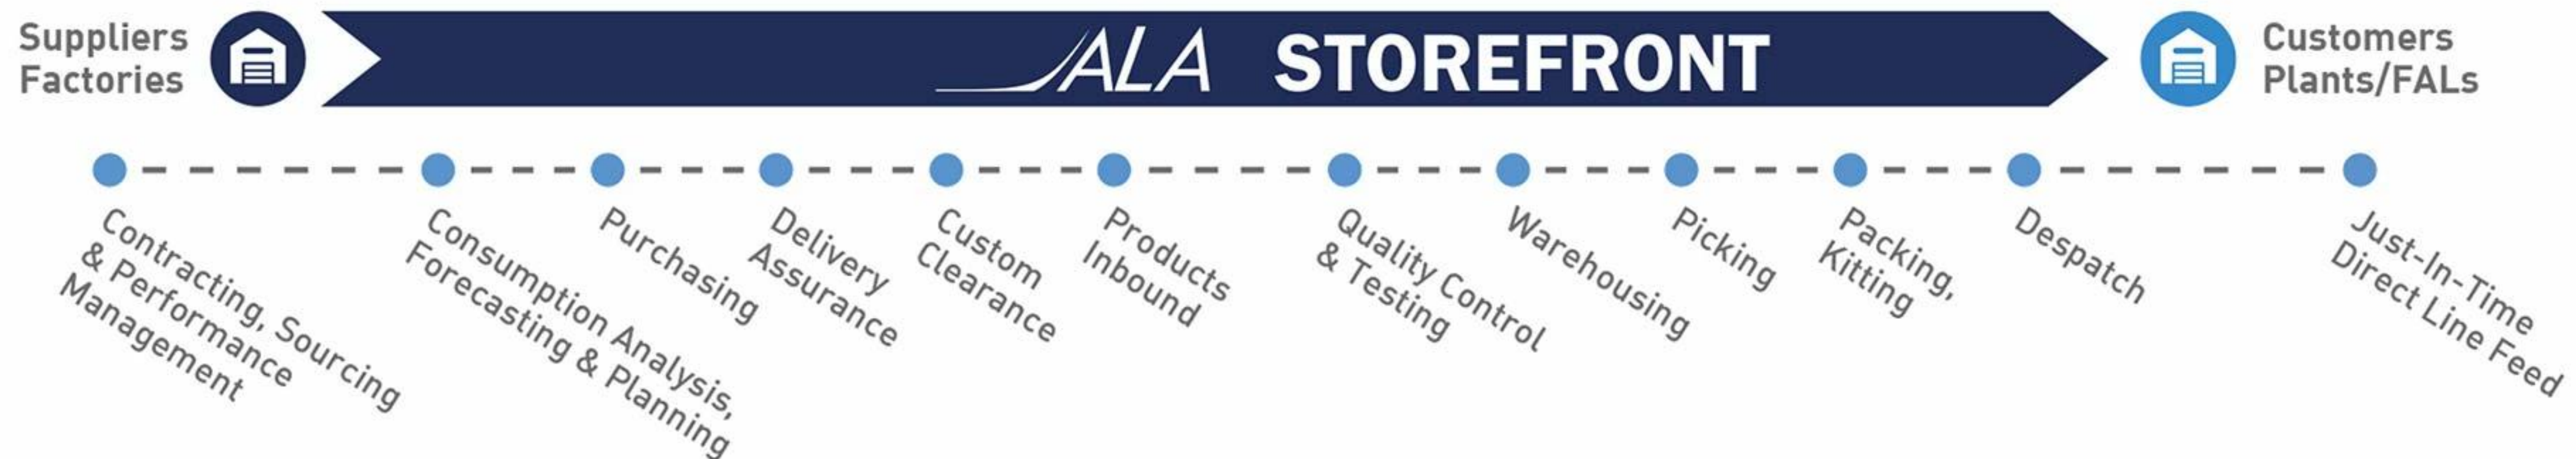 Suppliers
Factories
ALA STOREFRONT
Customers
Plants/FALs
Contracting, Sourcing
& Performance
Management
Consumption Analysis,
Forecasting & Planning
Purchasing
Delivery
Assurance
Custom
Clearance
Products
Inbound
Quality Control
& Testing
Warehousing
Picking
Packing,
Kitting
Despatch
Just-In-Time
Direct Line Feed